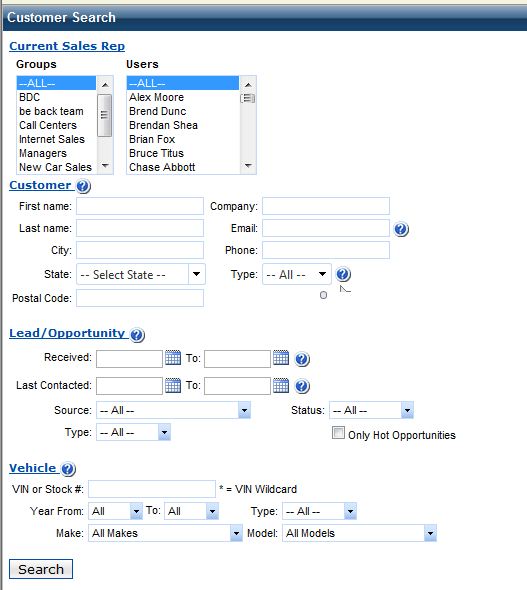 Customer Search
Current Sales Rep
Groups Users
--ALL-- --ALL--
BDC Alex Moore
be back team Brend Dunc
Call Centers Brendan Shea
Internet Sales Brian Fox
Managers Bruce Titus
New Car Sales Chase Abbott
Customer ?
First name: Company:
Last name: Email: ?
City: Phone:
State: -- Select State -- Type: -- All -- ?
Postal Code:
Lead/Opportunity ?
Received: To: ?
Last Contacted: To: ?
Source: -- All -- Status: -- All --
Type: -- All -- Only Hot Opportunities
Vehicle ?
VIN or Stock #: * = VIN Wildcard
Year From: All To: All Type: -- All --
Make: All Makes Model: All Models
Search